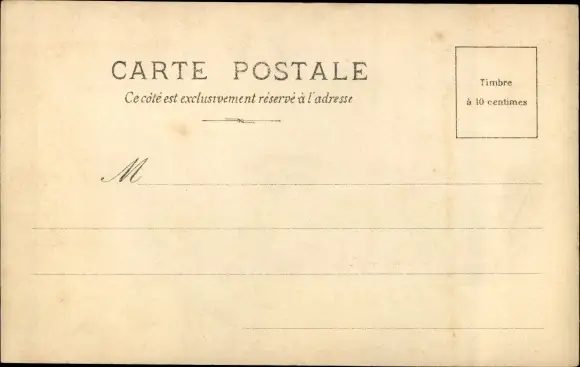 CARTE POSTALE
Ce côté est exclusivement réservé à l'adresse
Timbre
à 10 centimes
M